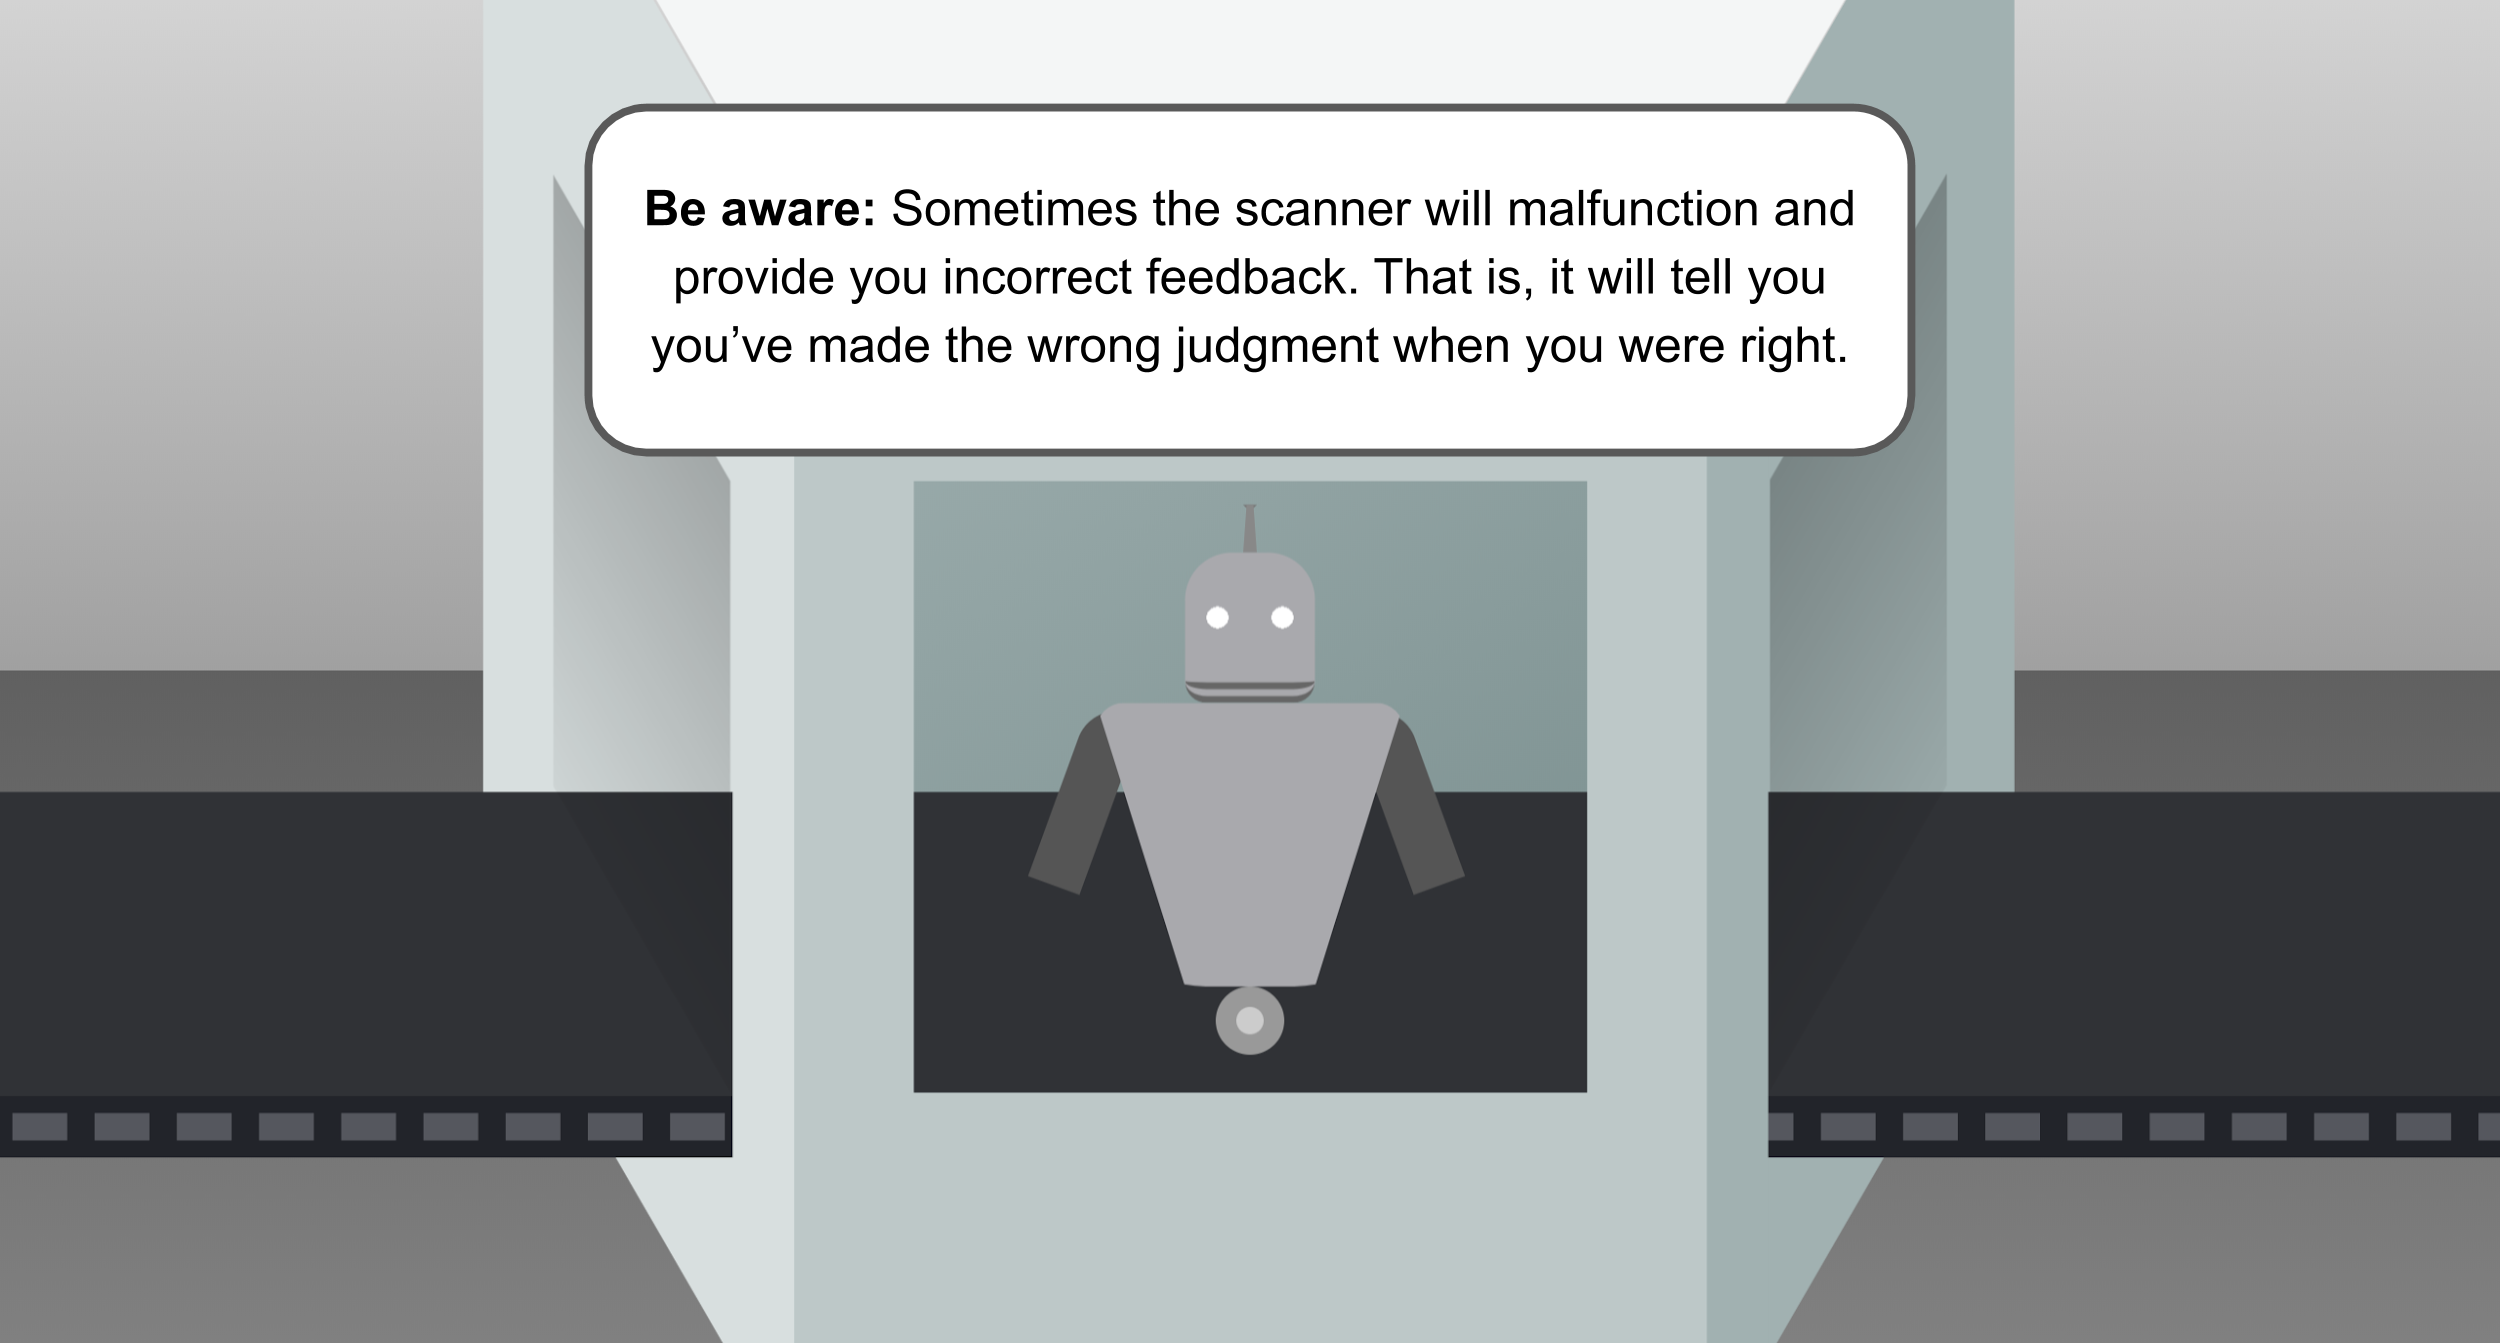 Be aware: Sometimes the scanner will malfunction and
provide you incorrect feedback. That is, it will tell you
you’ve made the wrong judgment when you were right.